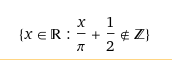 {x ∈ ℝ : x/π + 1/2 ∉ ℤ}